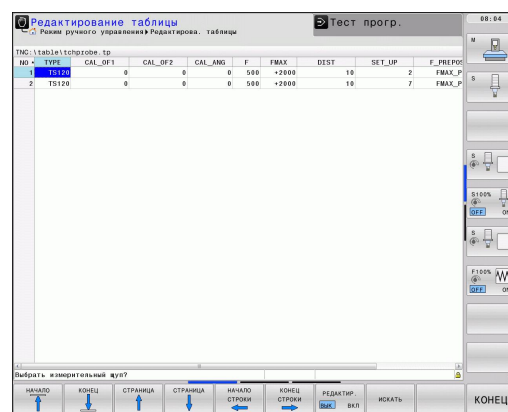 Редактирование таблицы
Тест прогр.
08:04
Режим ручного управления Редактирова. таблицы
TNC:\table\tchprobe.tp
NO TYPE CAL_OF1 CAL_OF2 CAL_ANG F FMAX DIST SET_UP F_PREPOS
1 TS120 0 0 0 500 +2000 10 2 FMAX_P
2 TS120 0 0 0 500 +2000 10 7 FMAX_P
M
S
S
S100%
OFF ON
S
F100%
OFF ON
Выбрать измерительный щуп?
НАЧАЛО КОНЕЦ СТРАНИЦА СТРАНИЦА НАЧАЛО СТРОКИ КОНЕЦ СТРОКИ РЕДАКТИР. ВЫК ВКЛ ИСКАТЬ КОНЕЦ